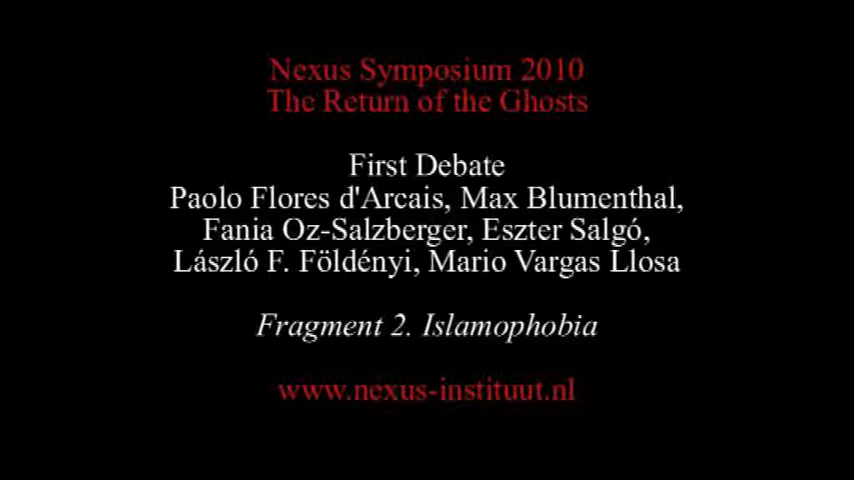 Nexus Symposium 2010
The Return of the Ghosts
First Debate
Paolo Flores d'Arcais, Max Blumenthal,
Fania Oz-Salzberger, Eszter Salgó,
László F. Földényi, Mario Vargas Llosa
Fragment 2. Islamophobia
www.nexus-instituut.nl